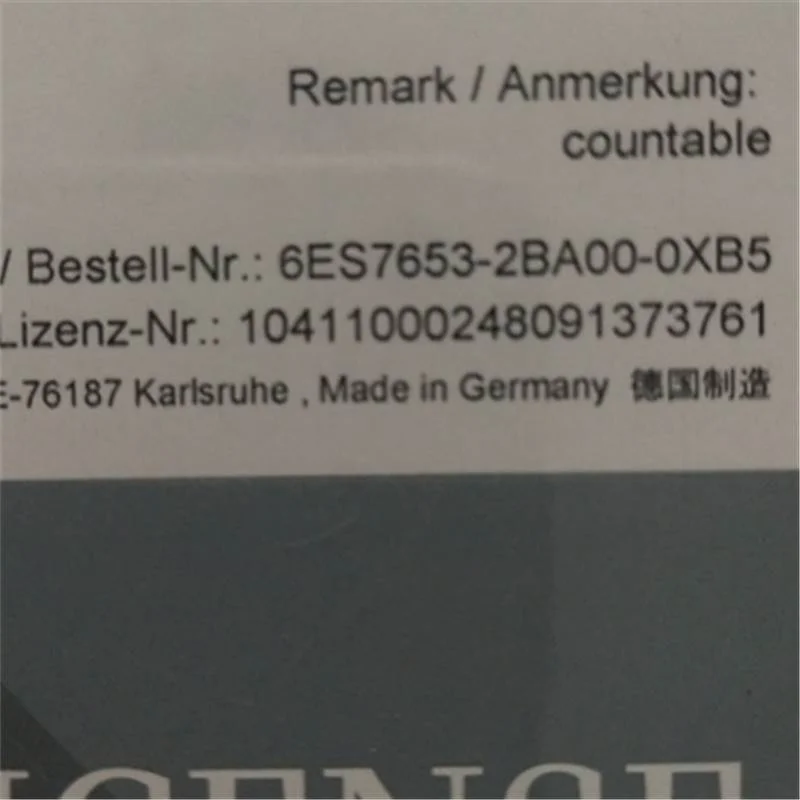 Remark / Anmerkung:
countable
/ Bestell-Nr.: 6ES7653-2BA00-0XB5
Lizenz-Nr.: 10411000248091373761
E-76187 Karlsruhe , Made in Germany 德国制造
ICENSE